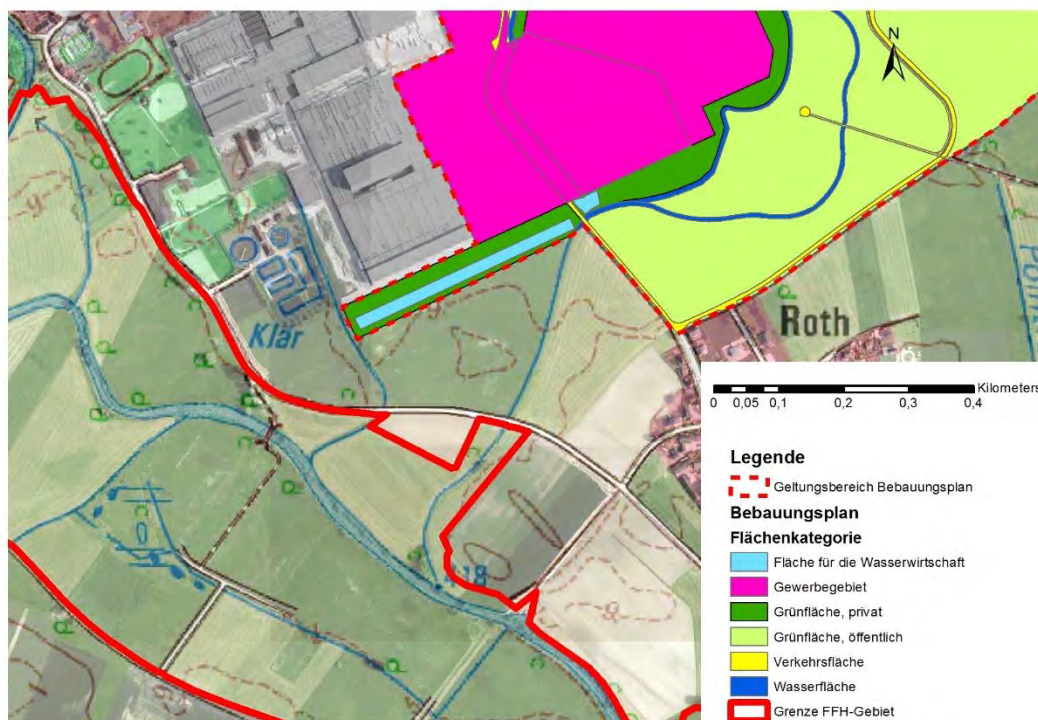 N
Klär
Roth
418
Kilometers
0 0,05 0,1 0,2 0,3 0,4
Legende
Geltungsbereich Bebauungsplan
Bebauungsplan
Flächenkategorie
Fläche für die Wasserwirtschaft
Gewerbegebiet
Grünfläche, privat
Grünfläche, öffentlich
Verkehrsfläche
Wasserfläche
Grenze FFH-Gebiet